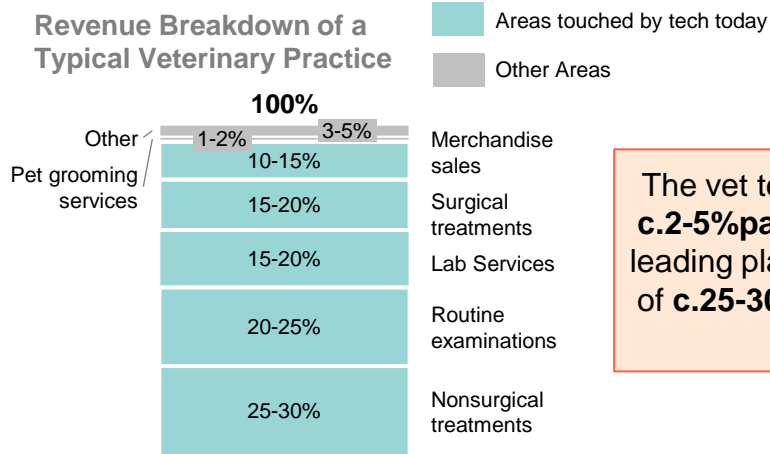 Revenue Breakdown of a
Typical Veterinary Practice
Areas touched by tech today
Other Areas
100%
Other
1-2%
3-5%
Pet grooming
services
Merchandise
sales
10-15%
Surgical
treatments
15-20%
Lab Services
15-20%
Routine
examinations
20-25%
Nonsurgical
treatments
25-30%
The vet
c.2-5%pa
leading
of c.25-30